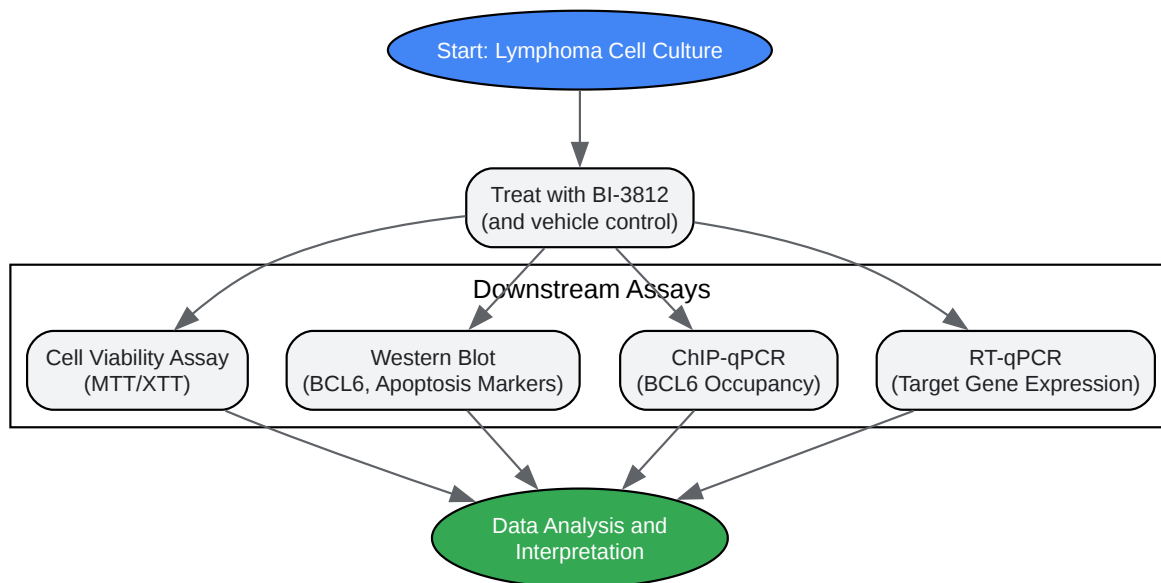 Start: Lymphoma Cell Culture
Treat with BI-3812
(and vehicle control)
Downstream Assays
Cell Viability Assay
(MTT/XTT)
Western Blot
(BCL6, Apoptosis Markers)
ChIP-qPCR
(BCL6 Occupancy)
RT-qPCR
(Target Gene Expression)
Data Analysis and
Interpretation